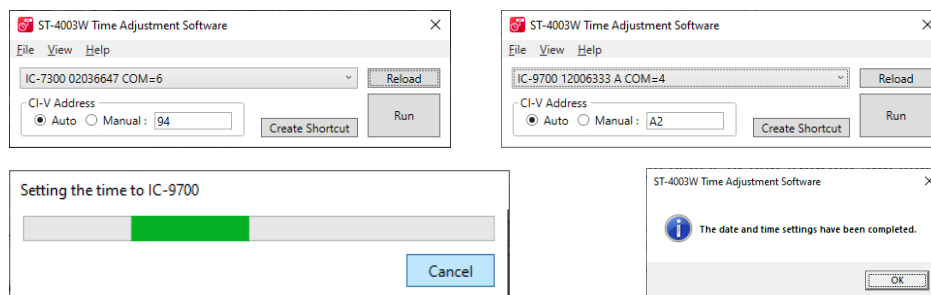 ST-4003W Time Adjustment Software
File View Help
IC-7300 02036647 COM=6
Reload
CI-V Address
Auto Manual : 94
Create Shortcut
Run
ST-4003W Time Adjustment Software
File View Help
IC-9700 12006333 A COM=4
Reload
CI-V Address
Auto Manual : A2
Create Shortcut
Run
Setting the time to IC-9700
Cancel
ST-4003W Time Adjustment Software
The date and time settings have been completed.
OK